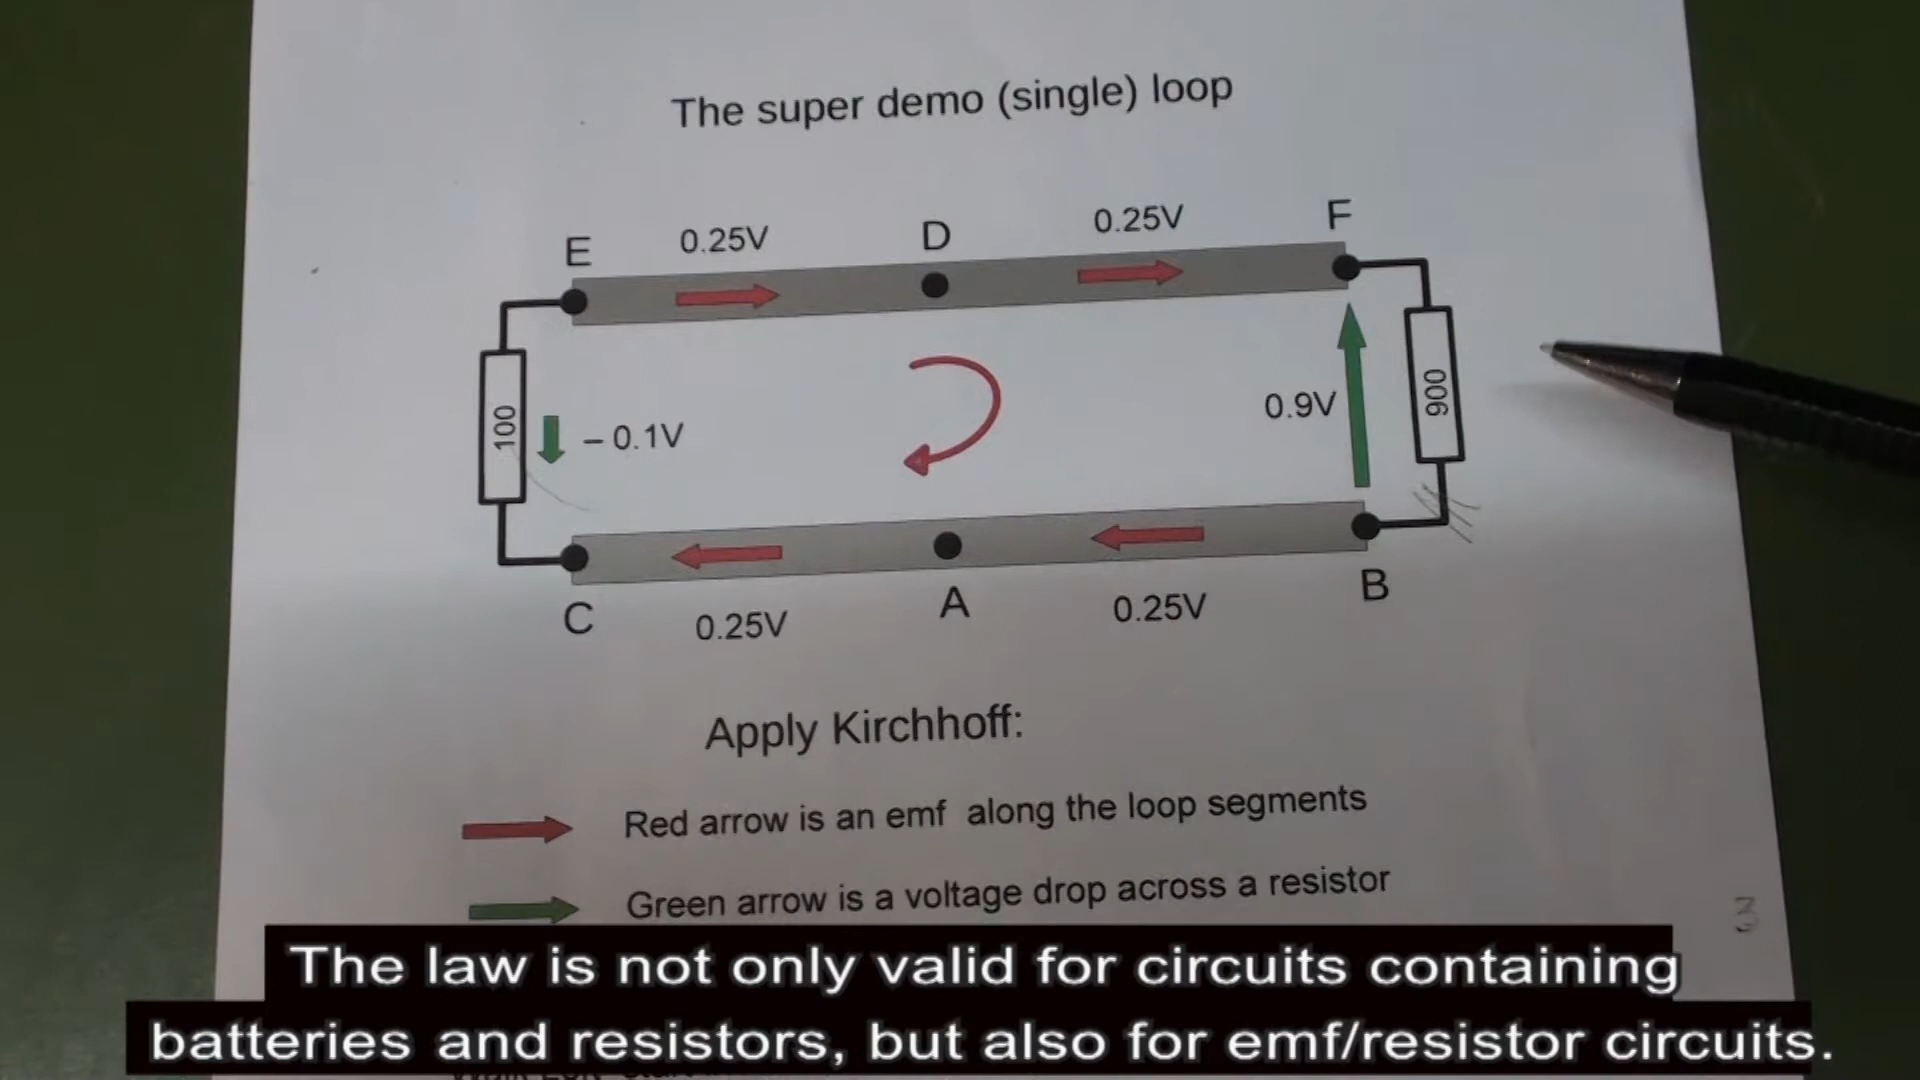 The super demo (single) loop
E 0.25V D 0.25V F
100 – 0.1V 0.9V 900
C 0.25V A 0.25V B
Apply Kirchhoff:
Red arrow is an emf along the loop segments
Green arrow is a voltage drop across a resistor
3
The law is not only valid for circuits containing
batteries and resistors, but also for emf/resistor circuits.